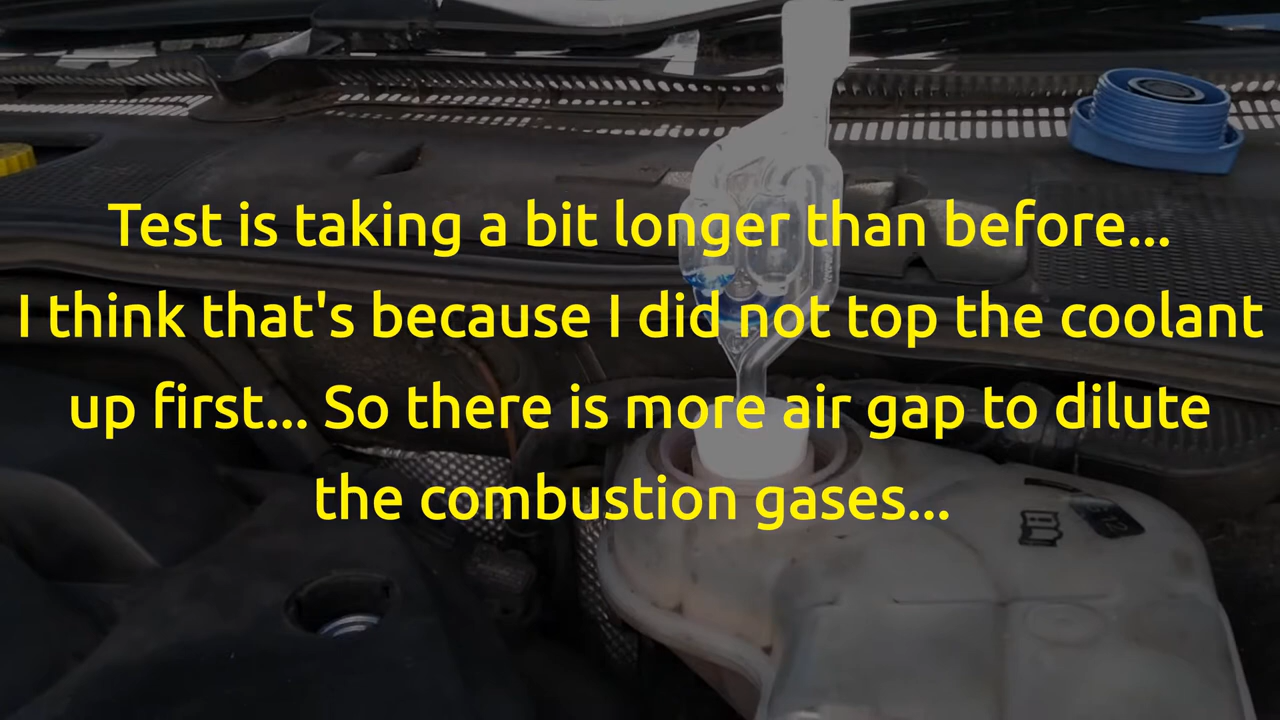 Test is taking a bit longer than before...
I think that's because I did not top the coolant
up first... So there is more air gap to dilute
the combustion gases...